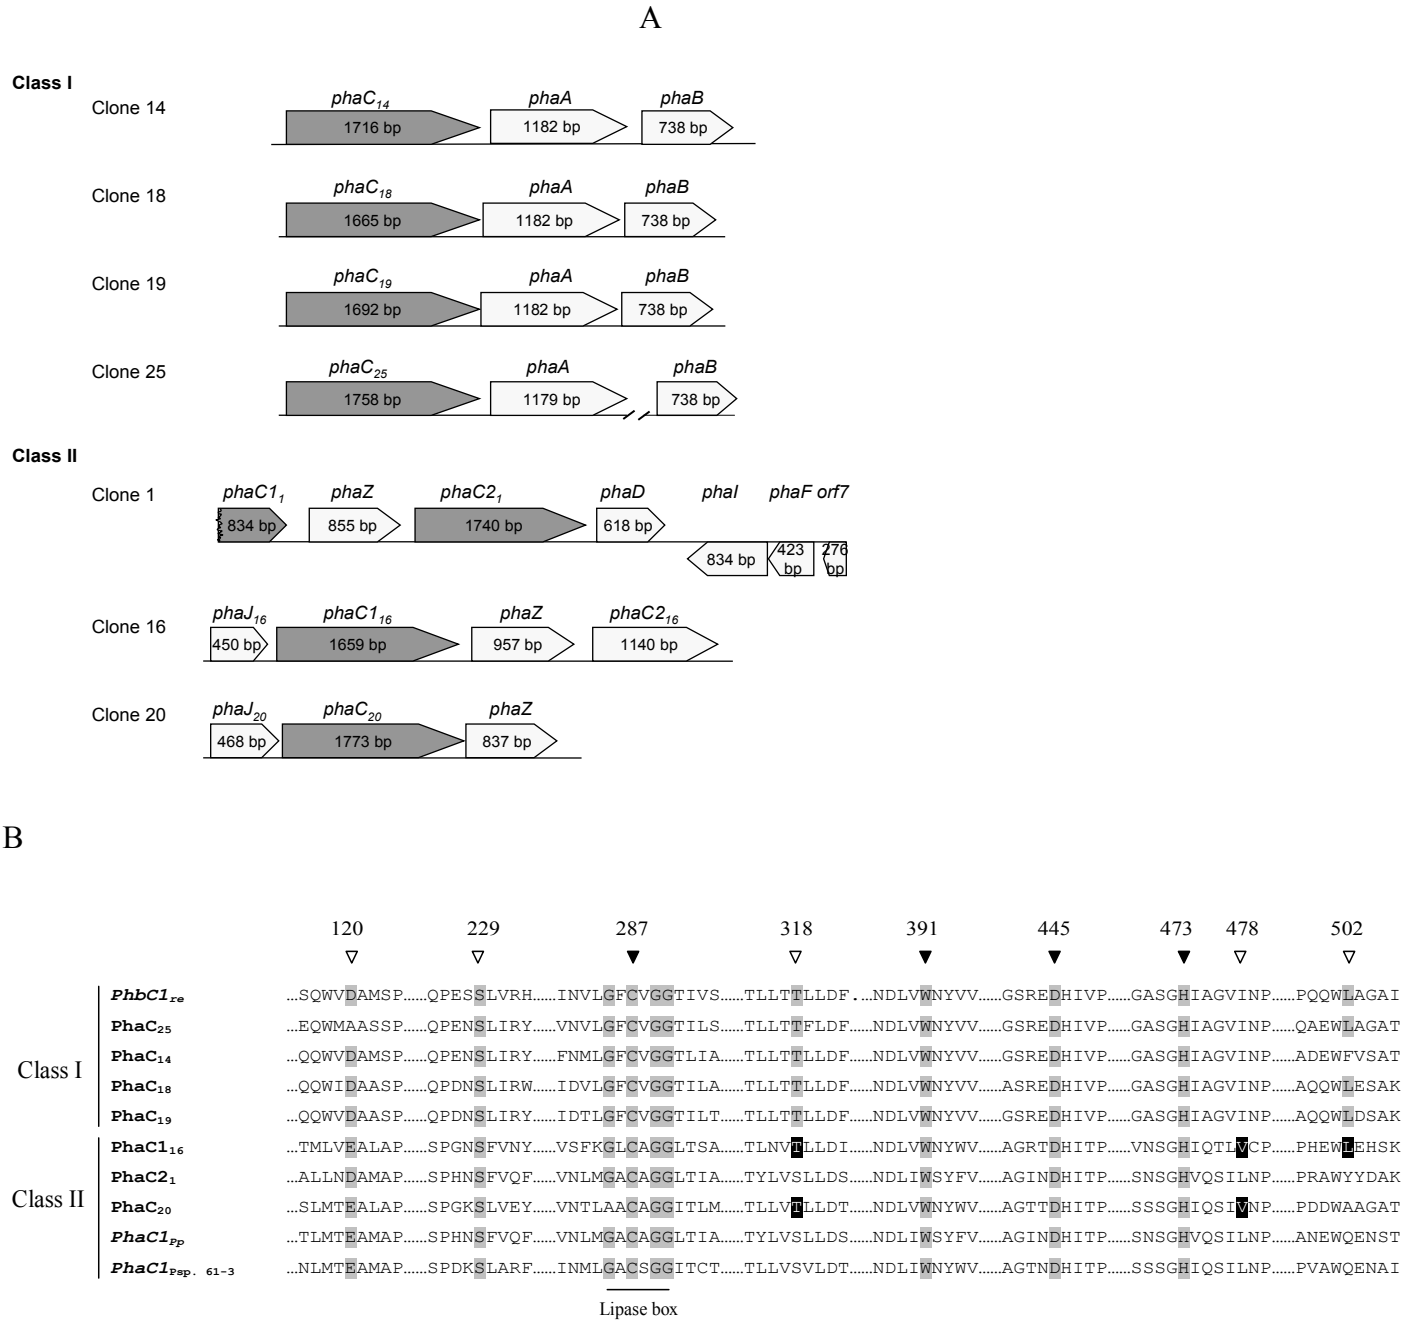 A
Class I
Clone 14
phaC14 phaA phaB
1716 bp 1182 bp 738 bp
Clone 18
phaC18 phaA phaB
1665 bp 1182 bp 738 bp
Clone 19
phaC19 phaA phaB
1692 bp 1182 bp 738 bp
Clone 25
phaC25 phaA phaB
1758 bp 1179 bp 738 bp
Class II
Clone 1
phaC11 phaZ phaC21 phaD phaI phaF orf7
834 bp 855 bp 1740 bp 618 bp
834 bp 423 bp 276 bp
Clone 16
phaJ16 phaC116 phaZ phaC216
450 bp 1659 bp 957 bp 1140 bp
Clone 20
phaJ20 phaC20 phaZ
468 bp 1773 bp 837 bp
B
120 229 287 318 391 445 473 478 502
Class I
PhbC1re ...SQWVDAMSP......QPESSLVRH......INVLGFCVGGTIVS......TLLTTLLDF...NDLVWNYVV......GSREDHIVP......GASGHIAGVINP......PQQWLAGAI
PhaC25 ...EQWMAASSP......QPENSLIRY......VNVLGFCVGGTILS......TLLTTFLDF......NDLVWNYVV......GSREDHIVP......GASGHIAGVINP......QAEWLAGAT
PhaC14 ...QQWVDAMSP......QPENSLIRY......FNMLGFCVGGTLIA......TLLTTLLDF......NDLVWNYVV......GSREDHIVP......GASGHIAGVINP......ADEWFVSAT
PhaC18 ...QQWIDAASP......QPDNSLIRW......IDVLGFCVGGTILA......TLLTTLLDF......NDLVWNYVV......ASREDHIVP......GASGHIAGVINP......AQQWLESAK
PhaC19 ...QQWVDAASP......QPDNSLIRY......IDTLGFCVGGTILT......TLLTTLLDF......NDLVWNYVV......GSREDHIVP......GASGHIAGVINP......AQQWLDSAK
Class II
PhaC116 ...TMLVEALAP......SPGNSFVNY......VSFKGLCAGGLTSA......TLNVTLLDI......NDLVWNYWV......AGRTDHITP......VNSGHIQTLVCP......PHEWLEHSK
PhaC21 ...ALLNDAMAP......SPHNSFVQF......VNLMGACAGGLTIA......TYLVSLLDS......NDLIWSYFV......AGINDHITP......SNSGHVQSILNP......PRAWYYDAK
PhaC20 ...SLMTEALAP......SPGKSLVEY......VNTLAACAGGITLM......TLLVTLLDT......NDLVWNYWV......AGTTDHITP......SSSGHIQSIVNP......PDDWAAGAT
PhaC1Pp ...TLMTEAMAP......SPHNSFVQF......VNLMGACAGGLTIA......TYLVSLLDS......NDLIWSYFV......AGINDHITP......SNSGHVQSILNP......ANEWQENST
PhaC1Psp. 61-3 ...NLMTEAMAP......SPDKSLARF......INMLGACSGGITCT......TLLVSVLDT......NDLIWNYWV......AGTNDHITP......SSSGHIQSILNP......PVAWQENAI
Lipase box